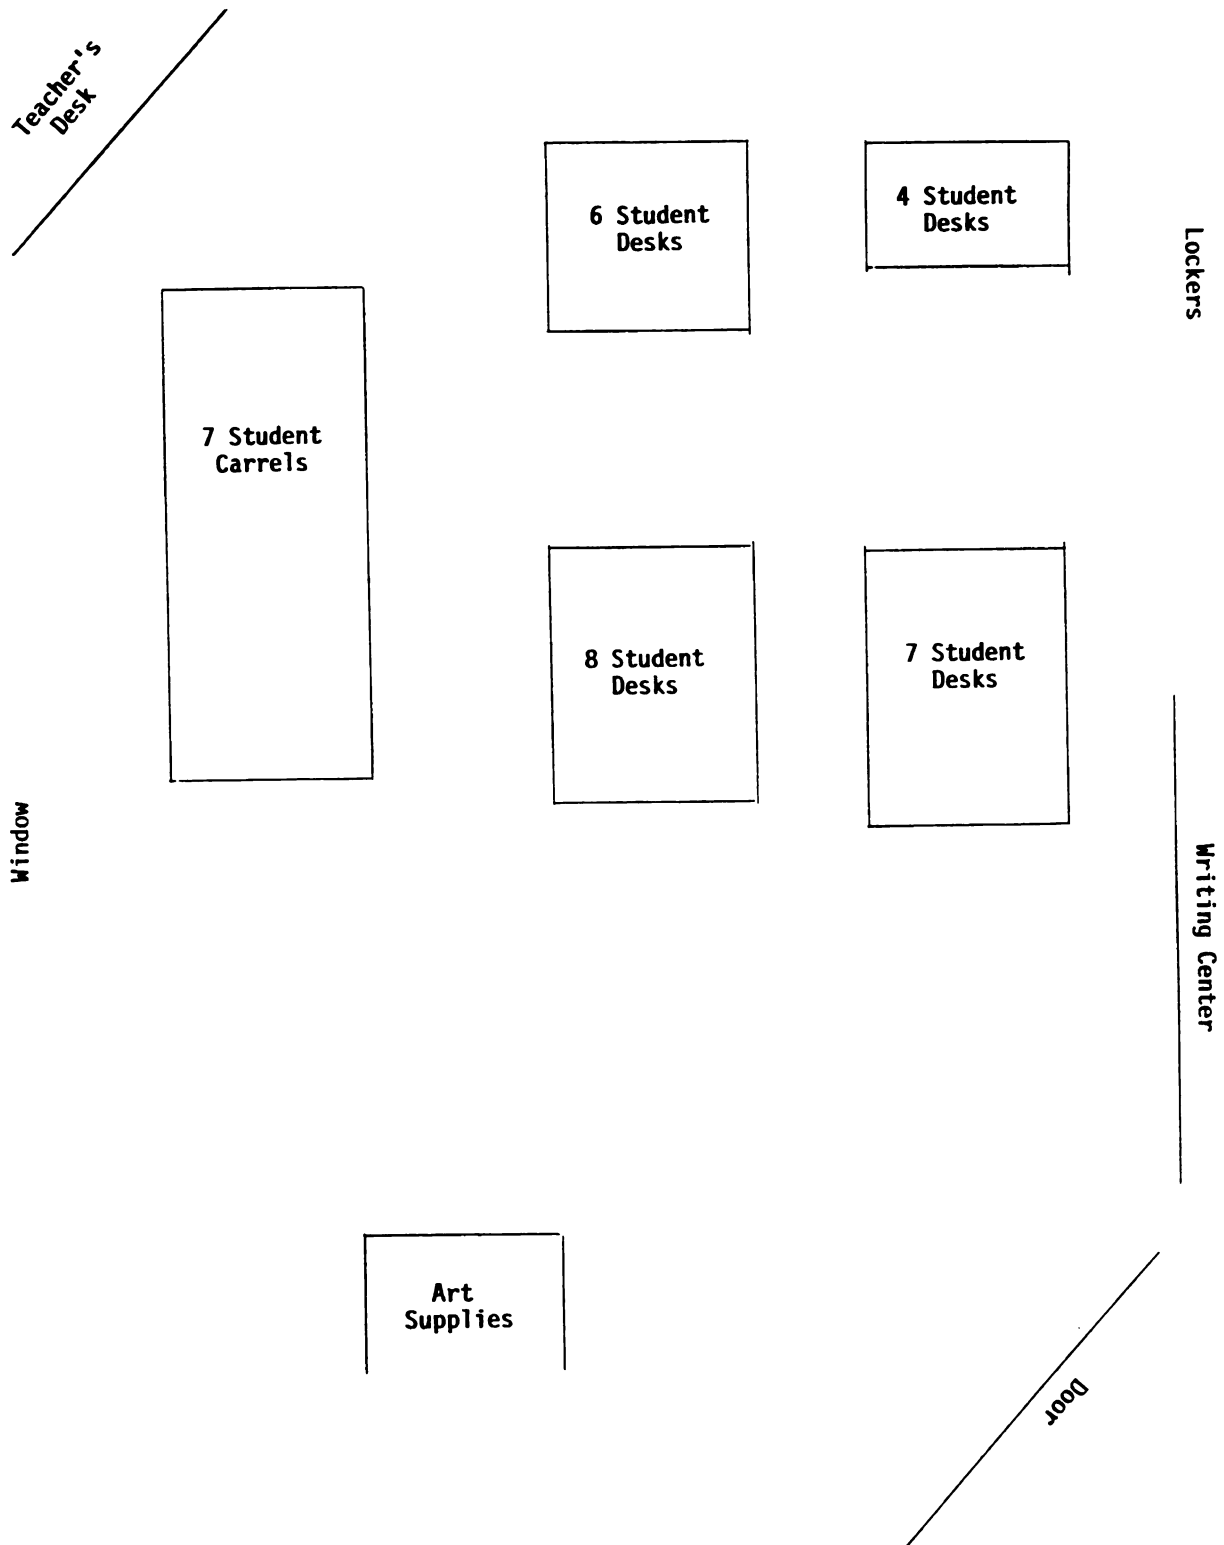 Teacher's
Desk
6 Student
Desks
4 Student
Desks
Lockers
7 Student
Carrels
8 Student
Desks
7 Student
Desks
Window
Writing Center
Art
Supplies
Door